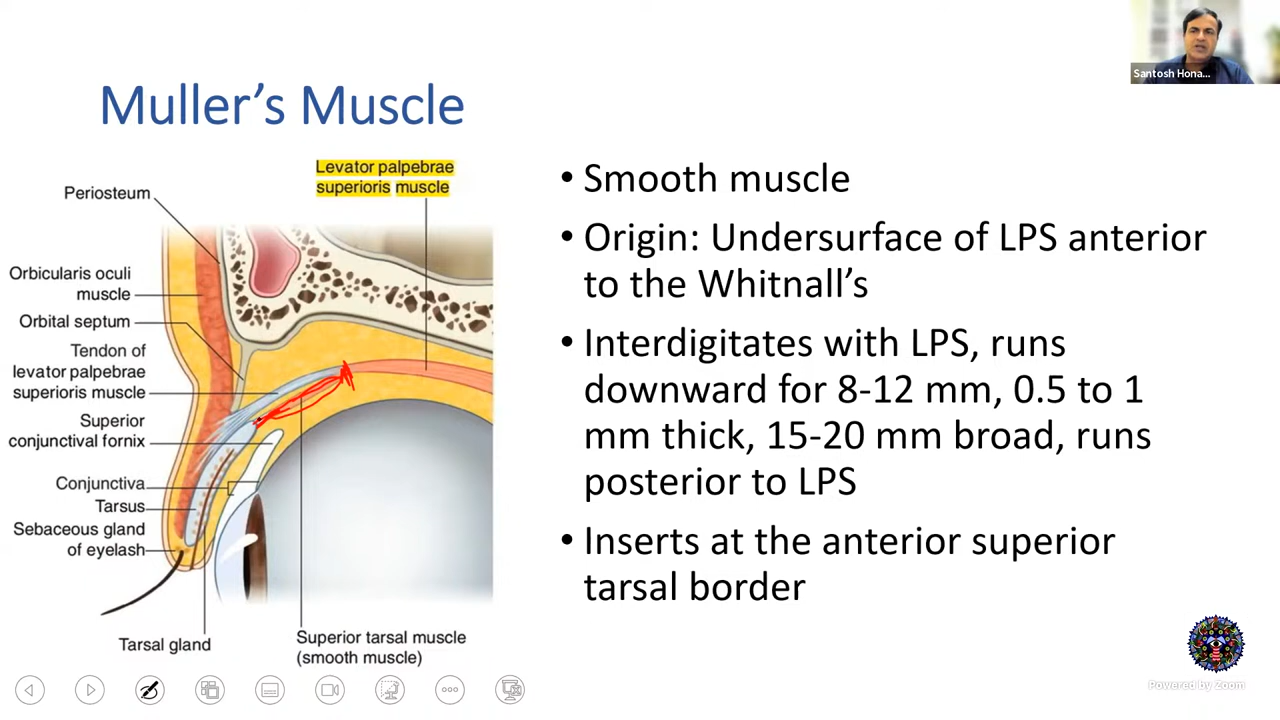 Santosh Hona...
Muller's Muscle
Levator palpebrae
superioris muscle
Periosteum
Orbicularis oculi
muscle
Orbital septum
Tendon of
levator palpebrae
superioris muscle
Superior
conjunctival fornix
Conjunctiva
Tarsus
Sebaceous gland
of eyelash
Tarsal gland
Superior tarsal muscle
(smooth muscle)
• Smooth muscle
• Origin: Undersurface of LPS anterior
to the Whitnall's
• Interdigitates with LPS, runs
downward for 8-12 mm, 0.5 to 1
mm thick, 15-20 mm broad, runs
posterior to LPS
• Inserts at the anterior superior
tarsal border
Powered by Zoom